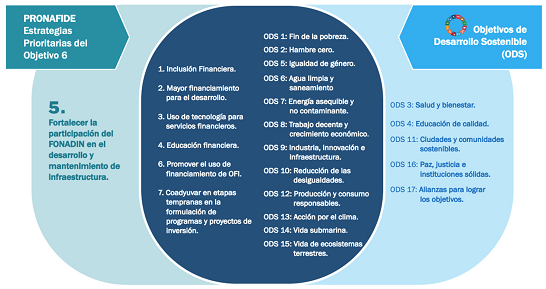 PRONAFIDE
Estrategias
Prioritarias del
Objetivo 6
5.
Fortalecer la
participación del
FONADIN en el
desarrollo y
mantenimiento de
infraestructura.
1. Inclusión Financiera.
2. Mayor financiamiento
para el desarrollo.
3. Uso de tecnología para
servicios financieros.
4. Educación financiera.
6. Promover el uso de
financiamiento de OFI.
7. Coadyuvar en etapas
tempranas en la
formulación de
programas y proyectos de
inversión.
ODS 1: Fin de la pobreza.
ODS 2: Hambre cero.
ODS 5: Igualdad de género.
ODS 6: Agua limpia y
saneamiento
ODS 7: Energía asequible y
no contaminante.
ODS 8: Trabajo decente y
crecimiento económico.
ODS 9: Industria, innovación e
infraestructura.
ODS 10: Reducción de las
desigualdades.
ODS 12: Producción y consumo
responsables.
ODS 13: Acción por el clima.
ODS 14: Vida submarina.
ODS 15: Vida de ecosistemas
terrestres.
Objetivos de
Desarrollo Sostenible
(ODS)
ODS 3: Salud y bienestar.
ODS 4: Educación de calidad.
ODS 11: Ciudades y comunidades
sostenibles.
ODS 16: Paz, justicia e
instituciones sólidas.
ODS 17: Alianzas para lograr
los objetivos.